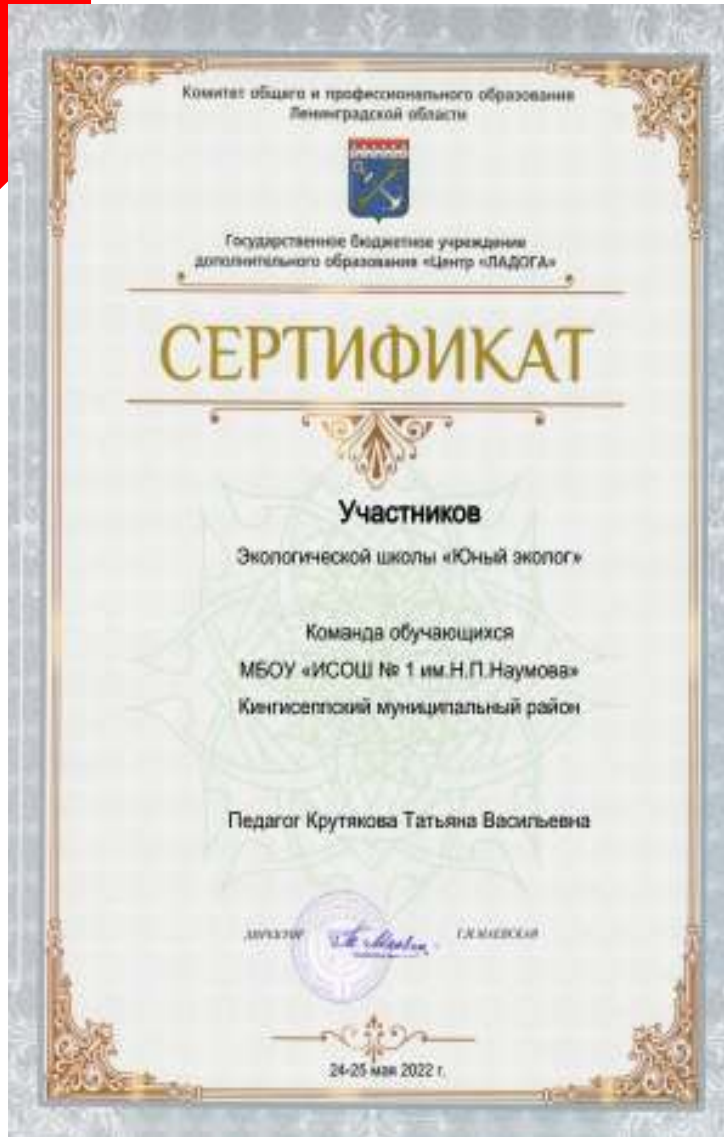 Комитет общего и профессионального образования
Ленинградской области
Государственное бюджетное учреждение
дополнительного образования «Центр «ЛАДОГА»
СЕРТИФИКАТ
Участников
Экологической школы «Юный эколог»
Команда обучающихся
МБОУ «ИСОШ № 1 им.Н.П.Наумова»
Кингисеппский муниципальный район
Педагог Крутякова Татьяна Васильевна
ДИРЕКТОР Т.И.МАЕВСКАЯ
24-25 мая 2022 г.